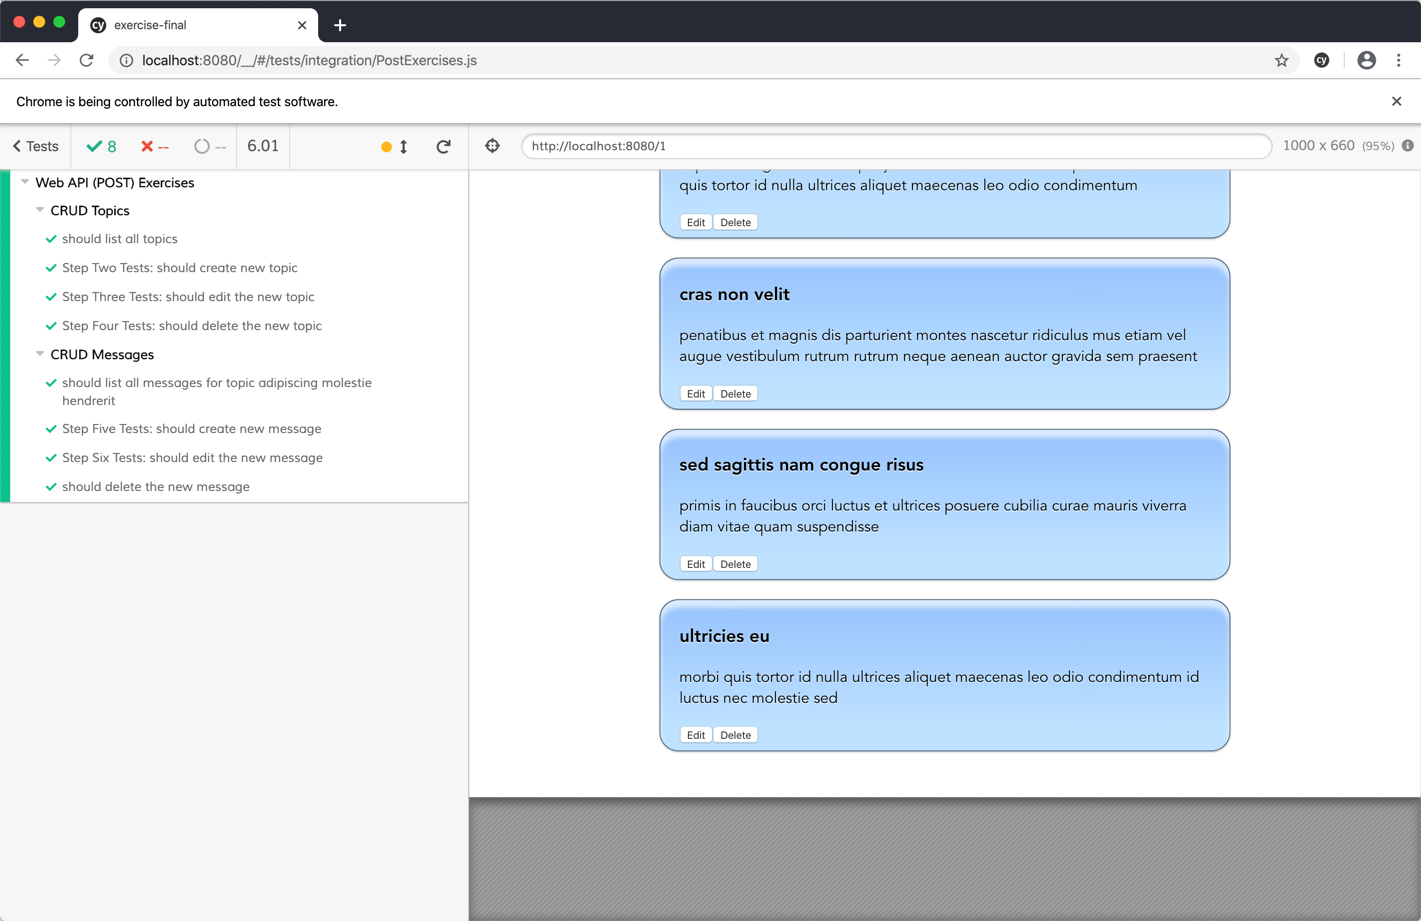 cy exercise-final
localhost:8080/__/#/tests/integration/PostExercises.js
cy
Chrome is being controlled by automated test software.
Tests
8
--
--
6.01
http://localhost:8080/1
1000 x 660 (95%)
Web API (POST) Exercises
CRUD Topics
should list all topics
Step Two Tests: should create new topic
Step Three Tests: should edit the new topic
Step Four Tests: should delete the new topic
CRUD Messages
should list all messages for topic adipiscing molestie
hendrerit
Step Five Tests: should create new message
Step Six Tests: should edit the new message
should delete the new message
quis tortor id nulla ultrices aliquet maecenas leo odio condimentum
Edit Delete
cras non velit
penatibus et magnis dis parturient montes nascetur ridiculus mus etiam vel
augue vestibulum rutrum rutrum neque aenean auctor gravida sem praesent
Edit Delete
sed sagittis nam congue risus
primis in faucibus orci luctus et ultrices posuere cubilia curae mauris viverra
diam vitae quam suspendisse
Edit Delete
ultricies eu
morbi quis tortor id nulla ultrices aliquet maecenas leo odio condimentum id
luctus nec molestie sed
Edit Delete